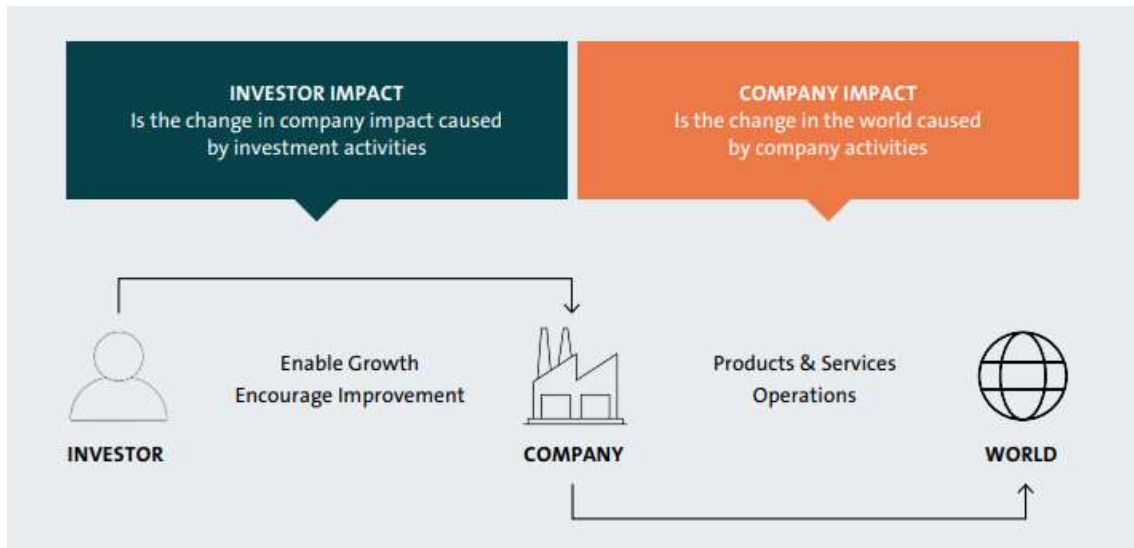 INVESTOR IMPACT
Is the change in company impact caused
by investment activities
COMPANY IMPACT
Is the change in the world caused
by company activities
Enable Growth
Encourage Improvement
Products & Services
Operations
INVESTOR
COMPANY
WORLD